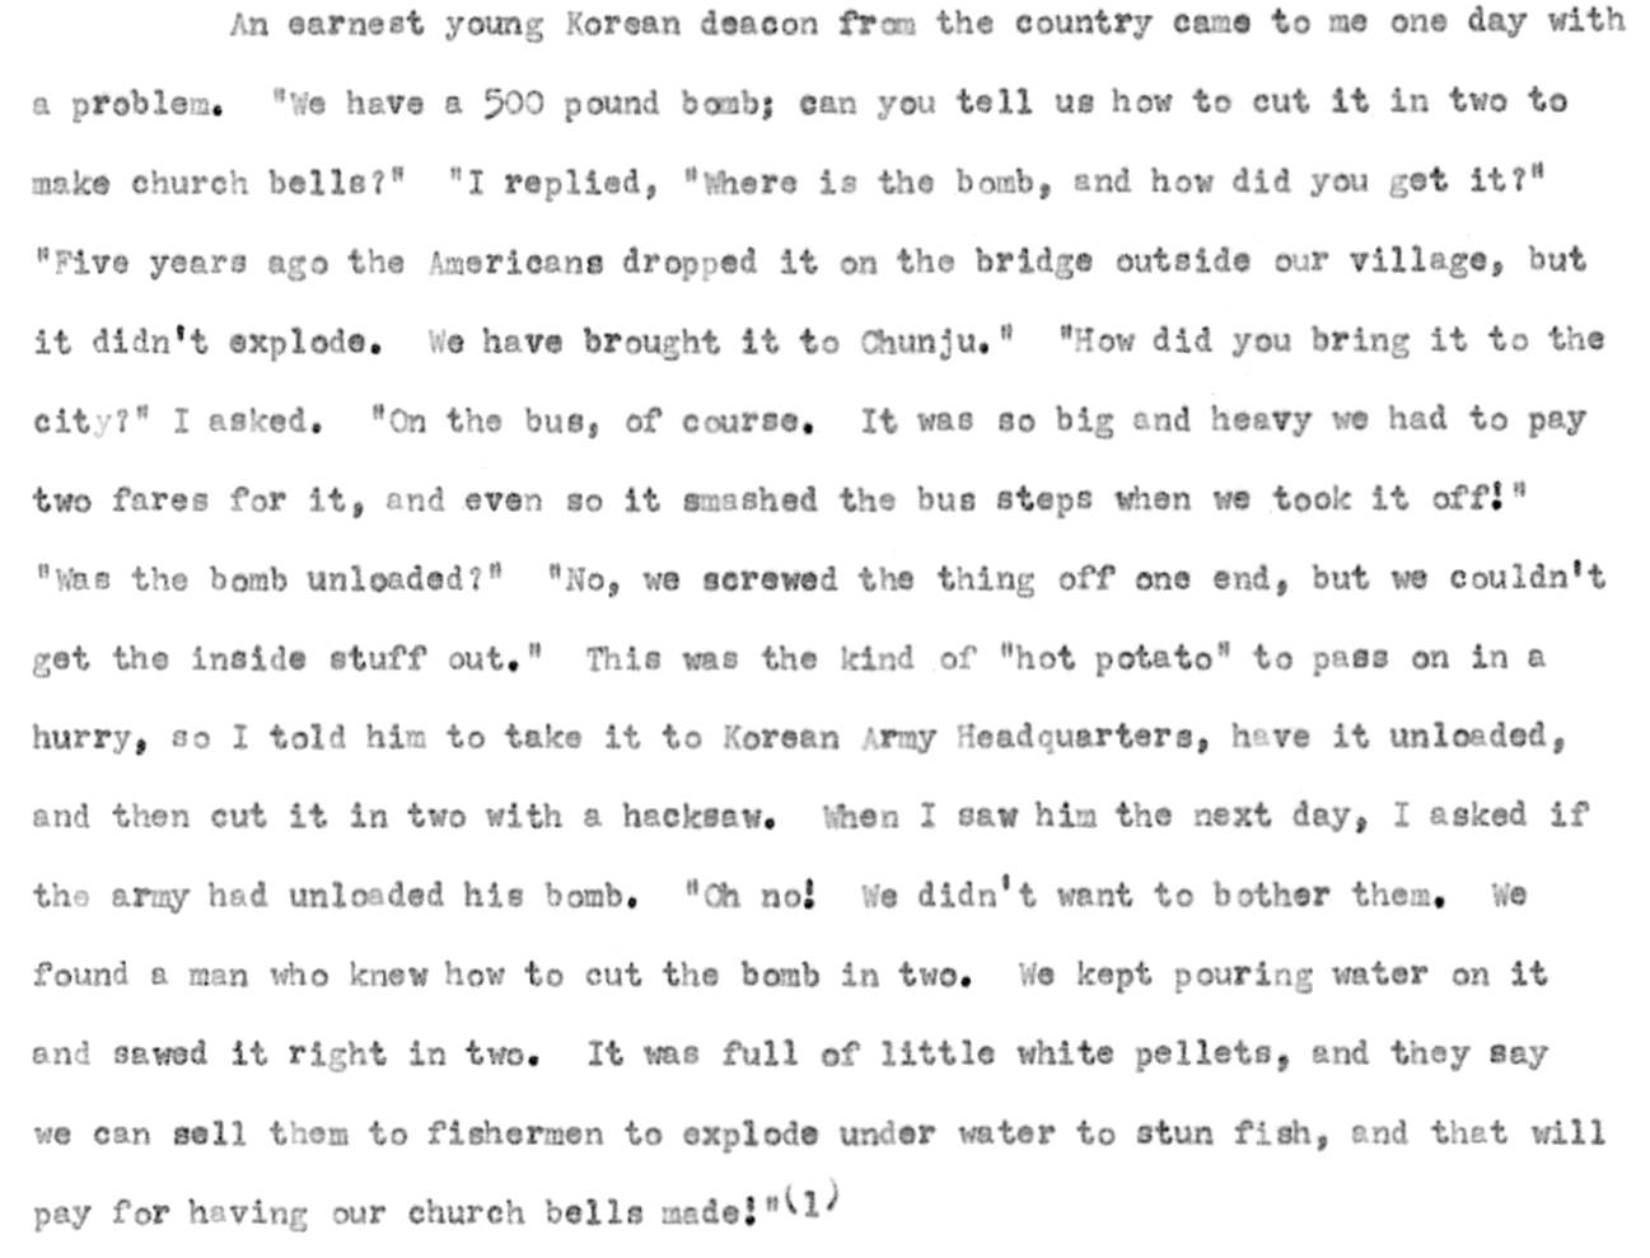 An earnest young Korean deacon from the country came to me one day with
a problem. "We have a 500 pound bomb; can you tell us how to cut it in two to
make church bells?" "I replied, "Where is the bomb, and how did you get it?"
"Five years ago the Americans dropped it on the bridge outside our village, but
it didn't explode. We have brought it to Chunju." "How did you bring it to the
city?" I asked. "On the bus, of course. It was so big and heavy we had to pay
two fares for it, and even so it smashed the bus steps when we took it off!"
"Was the bomb unloaded?" "No, we screwed the thing off one end, but we couldn't
get the inside stuff out." This was the kind of "hot potato" to pass on in a
hurry, so I told him to take it to Korean Army Headquarters, have it unloaded,
and then cut it in two with a hacksaw. When I saw him the next day, I asked if
the army had unloaded his bomb. "Oh no! We didn't want to bother them. We
found a man who knew how to cut the bomb in two. We kept pouring water on it
and sawed it right in two. It was full of little white pellets, and they say
we can sell them to fishermen to explode under water to stun fish, and that will
pay for having our church bells made!"(1)